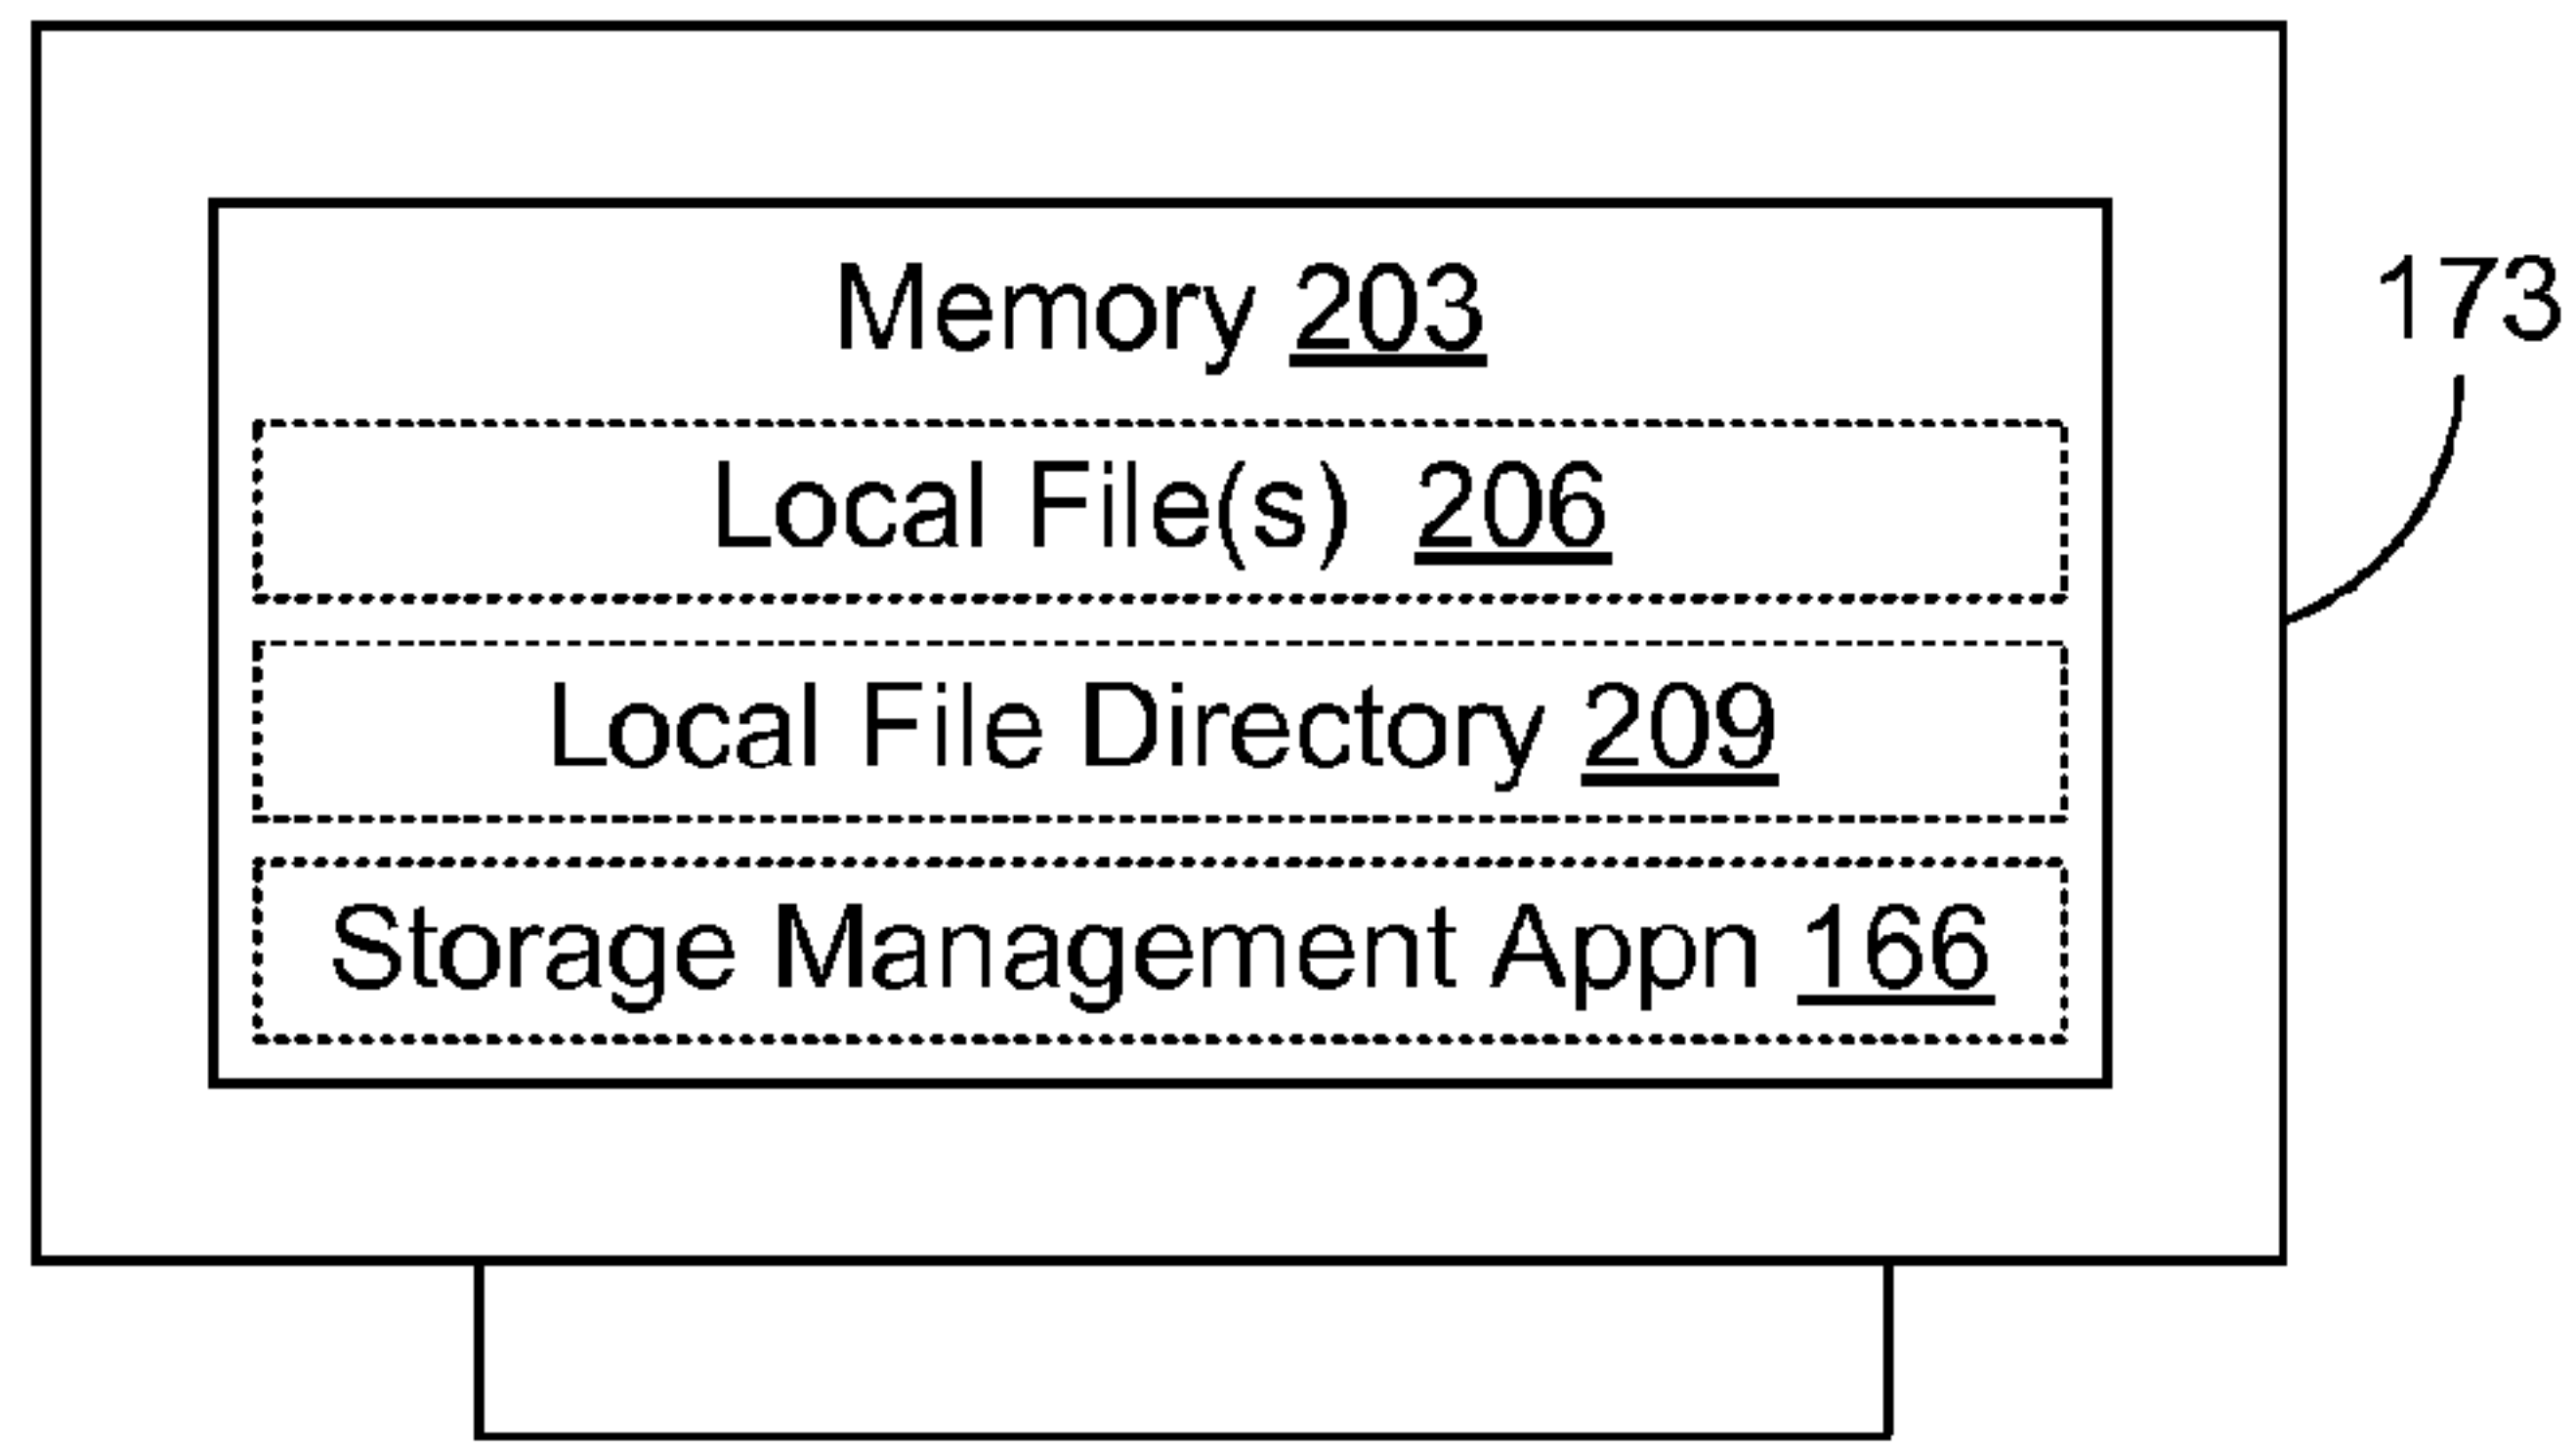 Memory 203
173
Local File(s) 206
Local File Directory 209
Storage Management Appn 166